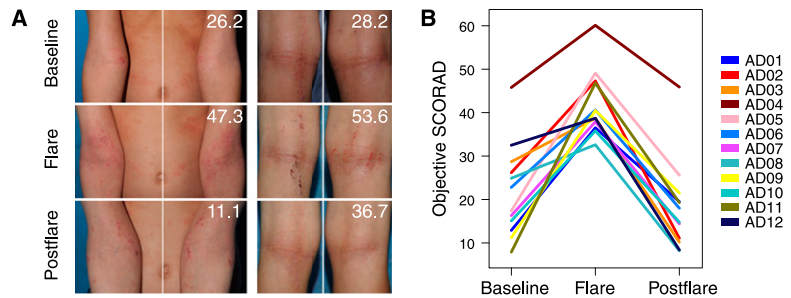 A
Baseline
26.2
28.2
Flare
47.3
53.6
Postflare
11.1
36.7
B
Objective SCORAD
60
50
40
30
20
10
Baseline Flare Postflare
AD01
AD02
AD03
AD04
AD05
AD06
AD07
AD08
AD09
AD10
AD11
AD12